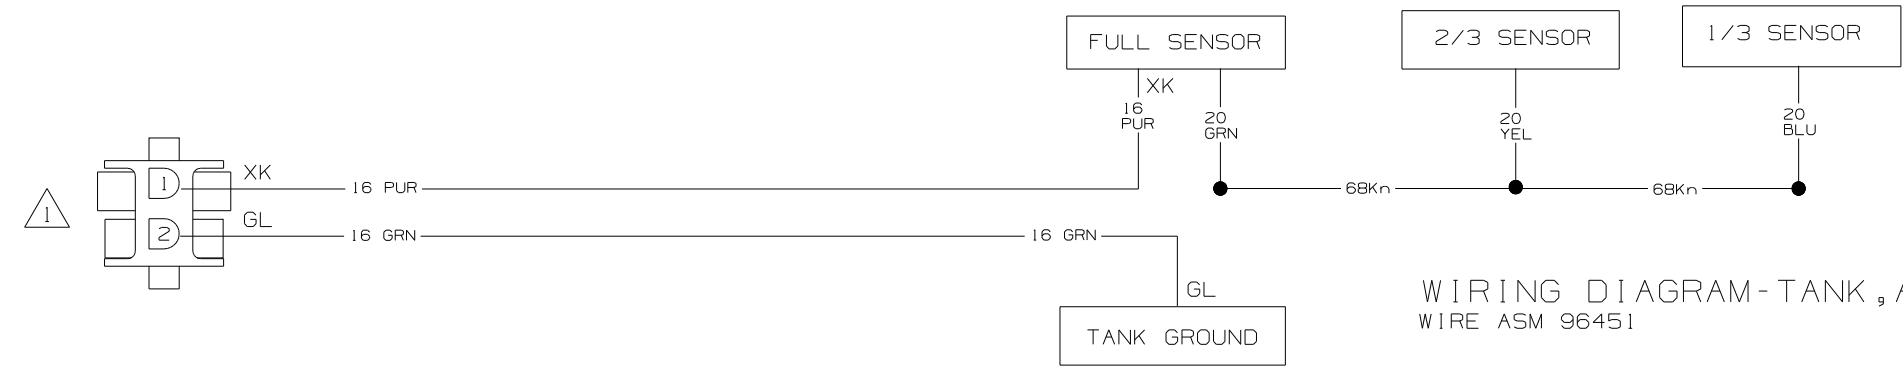 FULL SENSOR
2/3 SENSOR
1/3 SENSOR
XK
16
PUR
20
GRN
20
YEL
20
BLU
1
XK
16 PUR
68Kn
68Kn
1
GL
2
16 GRN
16 GRN
GL
WIRING DIAGRAM-TANK,
WIRE ASM 96451
TANK GROUND